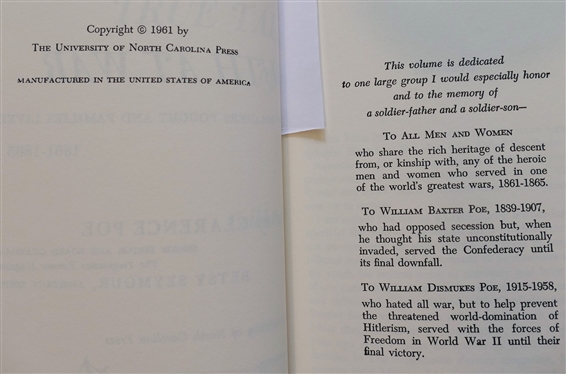 Copyright © 1961 by
The University of North Carolina Press
MANUFACTURED IN THE UNITED STATES OF AMERICA
This volume is dedicated
to one large group I would especially honor
and to the memory of
a soldier-father and a soldier-son—
To All Men and Women
who share the rich heritage of descent
from, or kinship with, any of the heroic
men and women who served in one
of the world's greatest wars, 1861-1865.
To William Baxter Poe, 1839-1907,
who had opposed secession but, when
he thought his state unconstitutionally
invaded, served the Confederacy until
its final downfall.
To William Dismukes Poe, 1915-1958,
who hated all war, but to help prevent
the threatened world-domination of
Hitlerism, served with the forces of
Freedom in World War II until their
final victory.